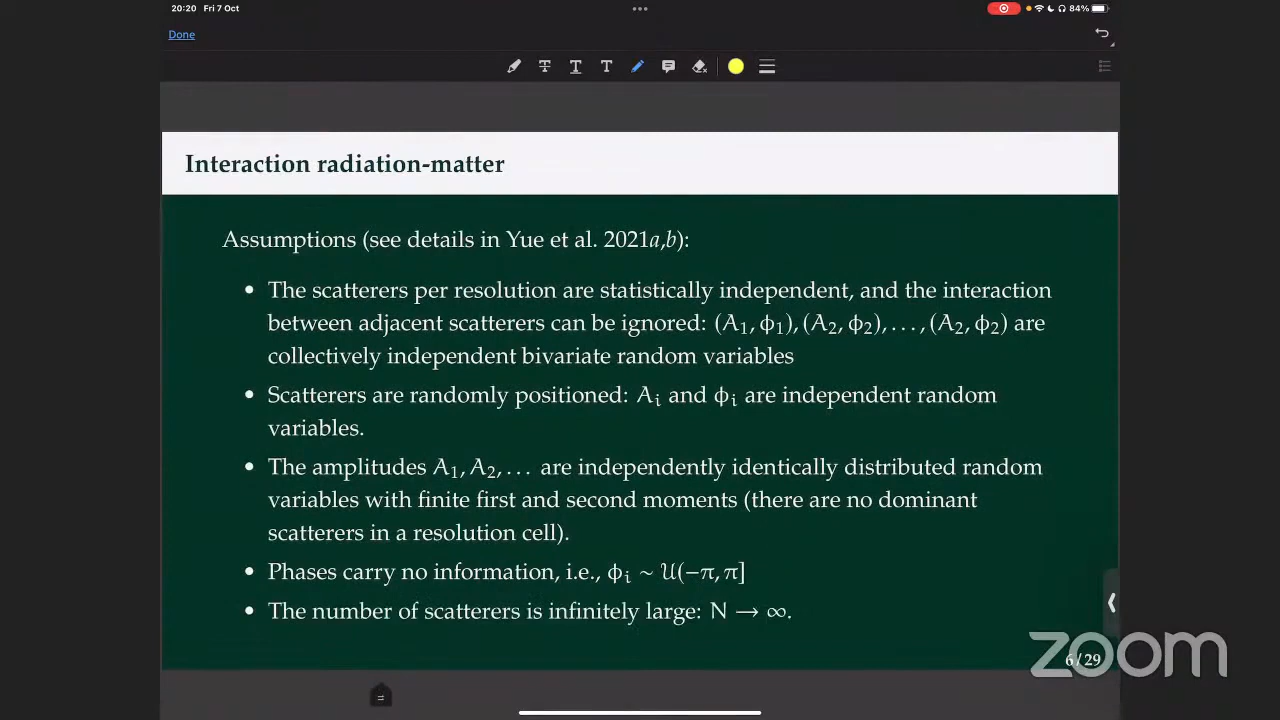 20:20 Fri 7 Oct
84%
Done
Interaction radiation-matter
Assumptions (see details in Yue et al. 2021a,b):
• The scatterers per resolution are statistically independent, and the interaction
between adjacent scatterers can be ignored: (A₁, ϕ₁), (A₂, ϕ₂), . . . , (A₂, ϕ₂) are
collectively independent bivariate random variables
• Scatterers are randomly positioned: Aᵢ and ϕᵢ are independent random
variables.
• The amplitudes A₁, A₂, . . . are independently identically distributed random
variables with finite first and second moments (there are no dominant
scatterers in a resolution cell).
• Phases carry no information, i.e., ϕᵢ ~ 𝒰(−π, π]
• The number of scatterers is infinitely large: N → ∞.
6 / 29
zoom